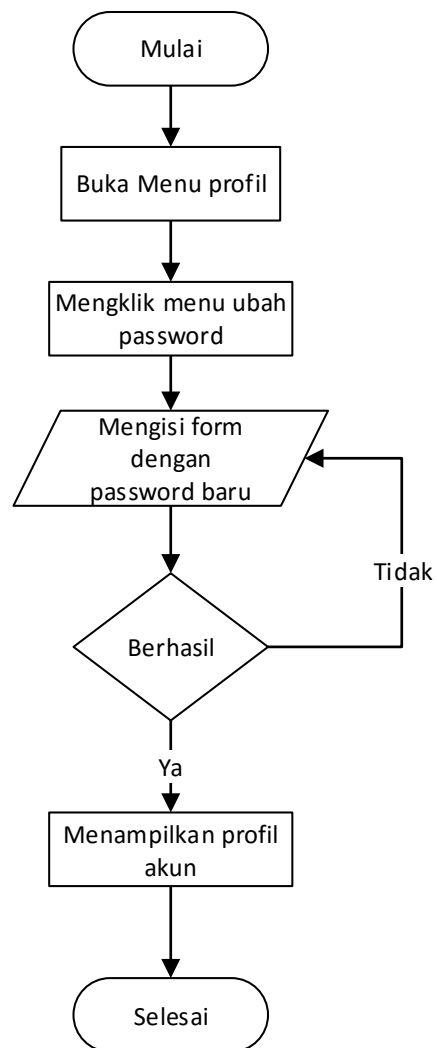 Mulai
Buka Menu profil
Mengklik menu ubah
password
Mengisi form
dengan
password baru
Tidak
Berhasil
Ya
Menampilkan profil
akun
Selesai